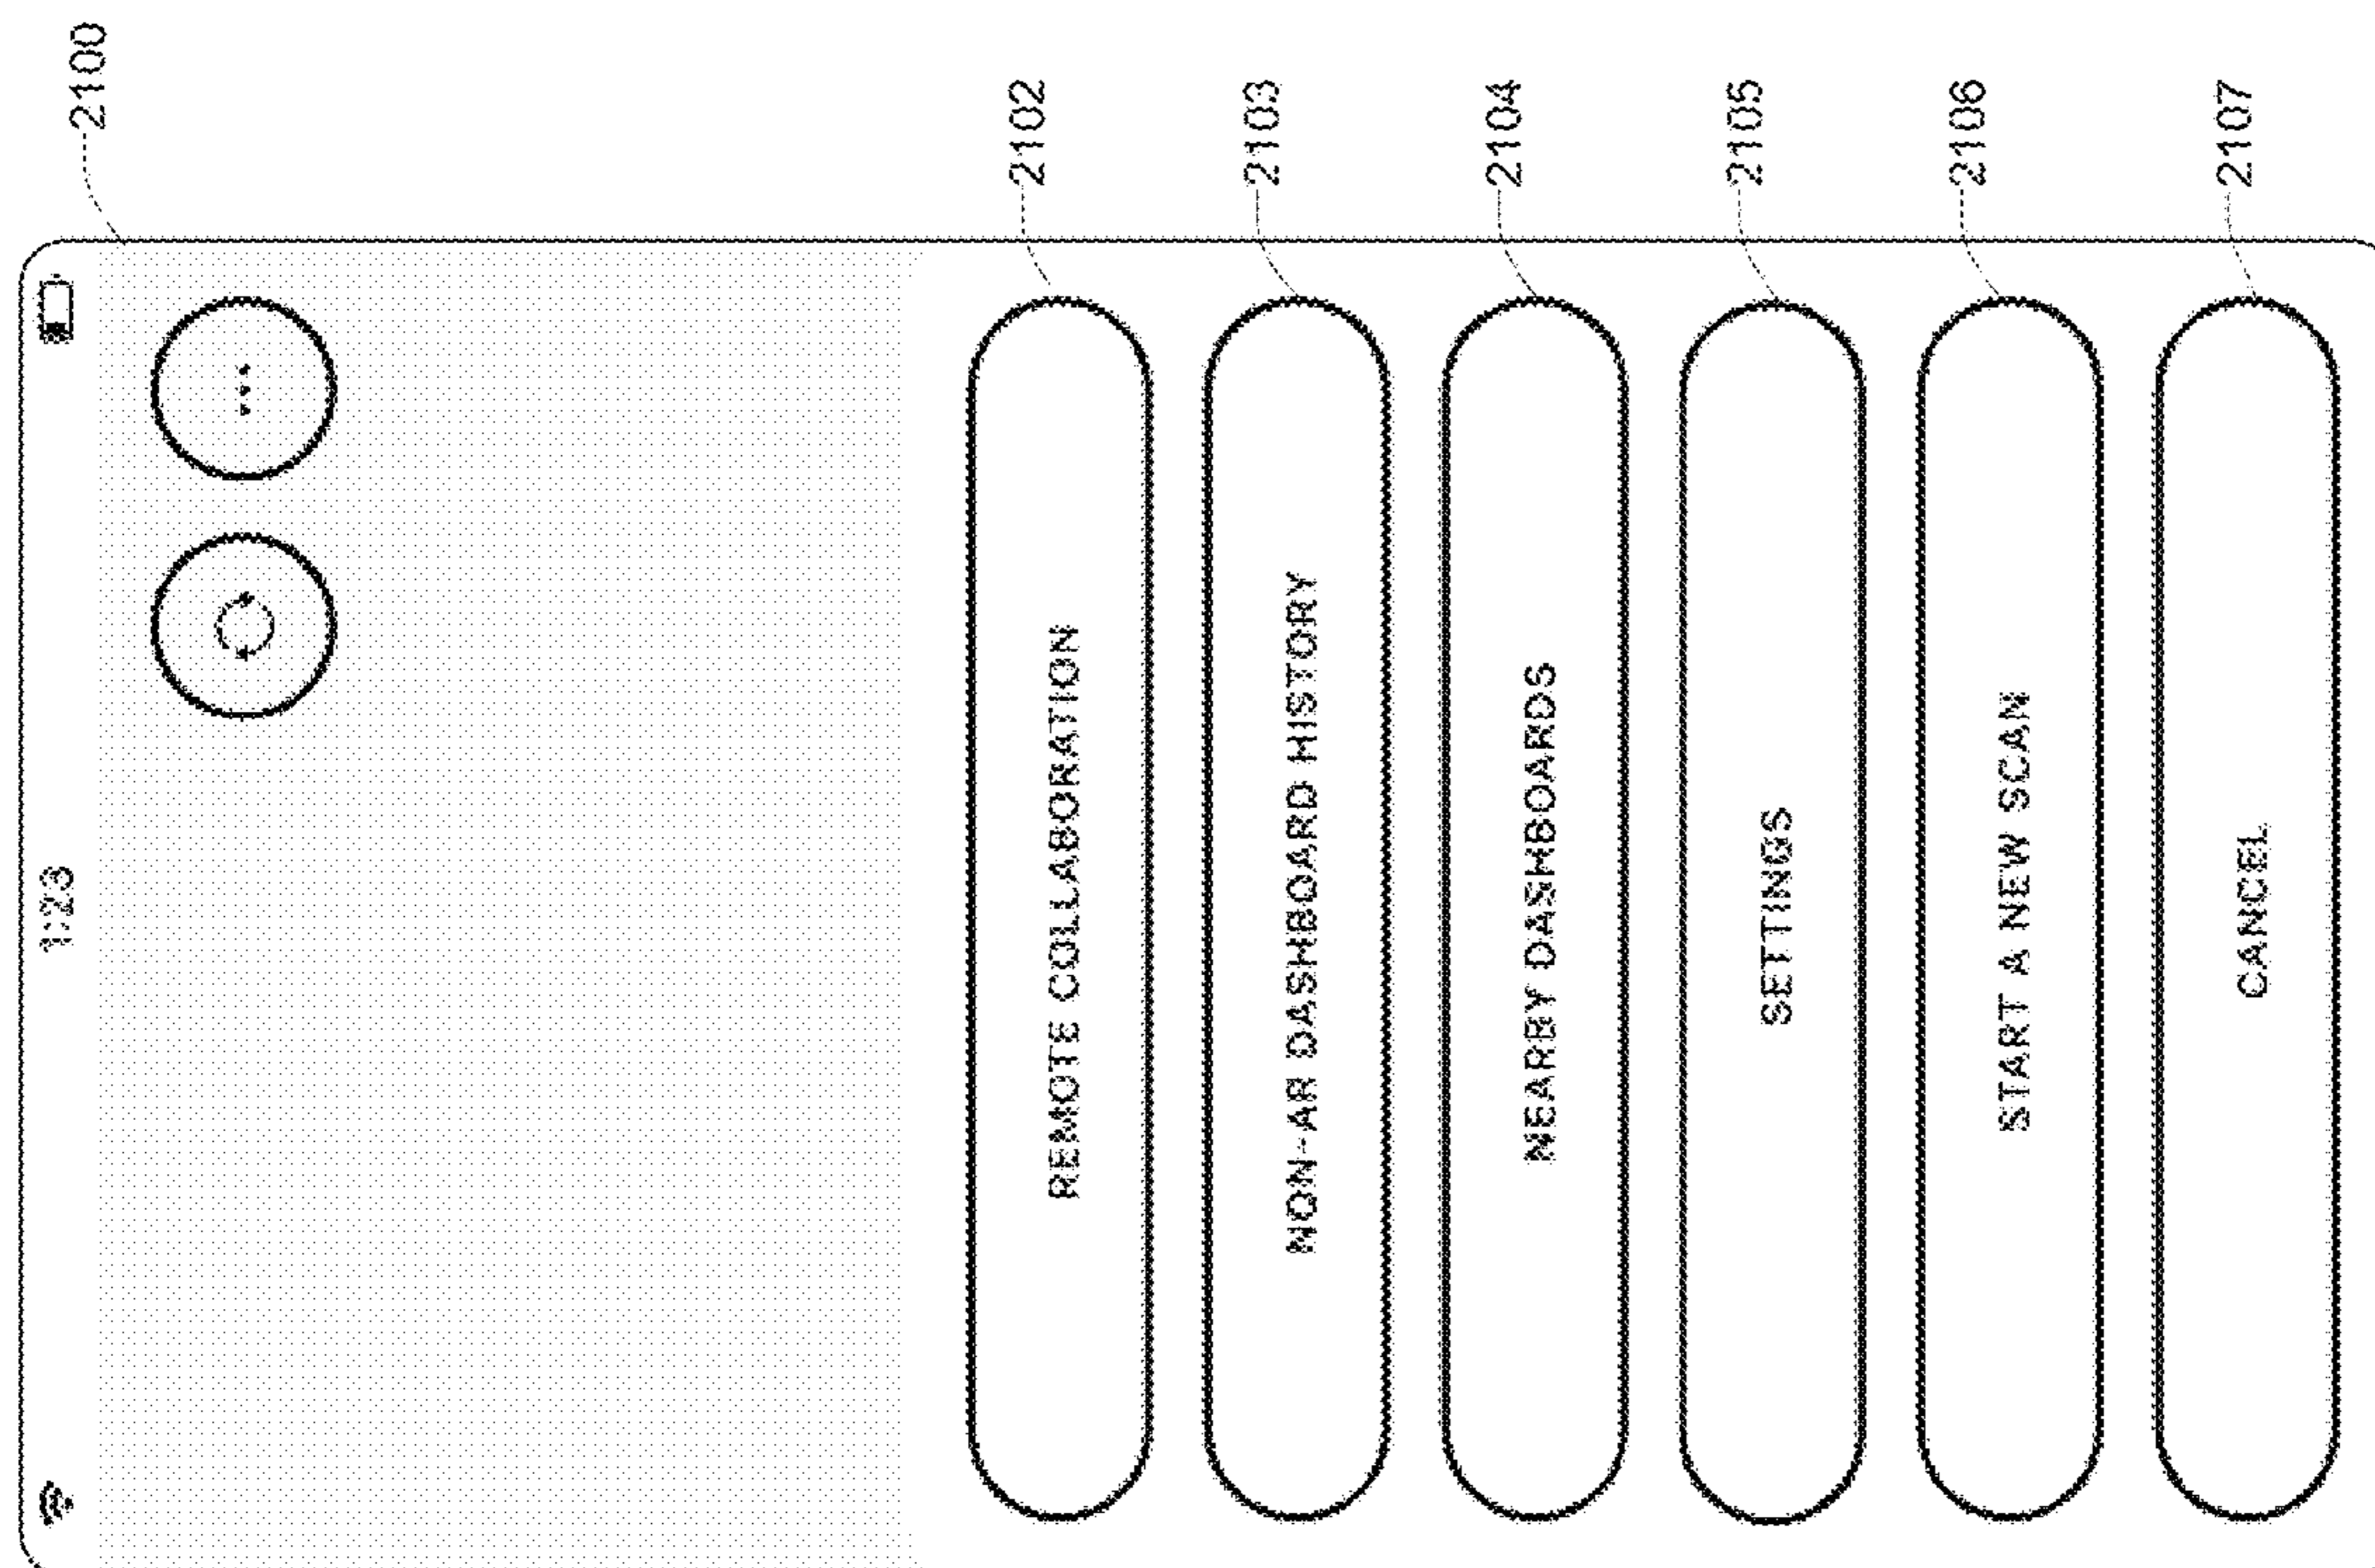 1:23
2100
REMOTE COLLABORATION
2102
NON-AR DASHBOARD HISTORY
2103
NEARBY DASHBOARDS
2104
SETTINGS
2105
START A NEW SCAN
2106
CANCEL
2107